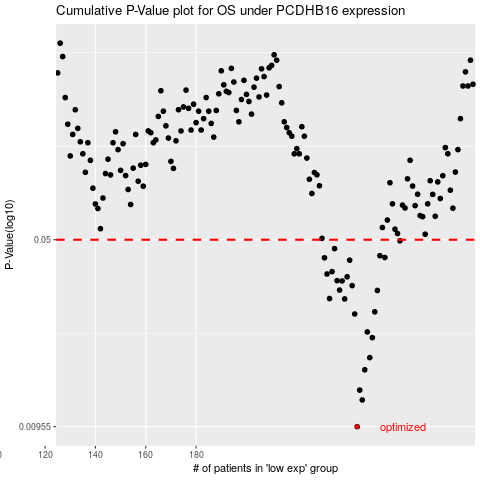 Cumulative P-Value plot for OS under PCDHB16 expression
P-Value(log10)
0.05
0.00955
optimized
0
120
140
160
180
# of patients in 'low exp' group